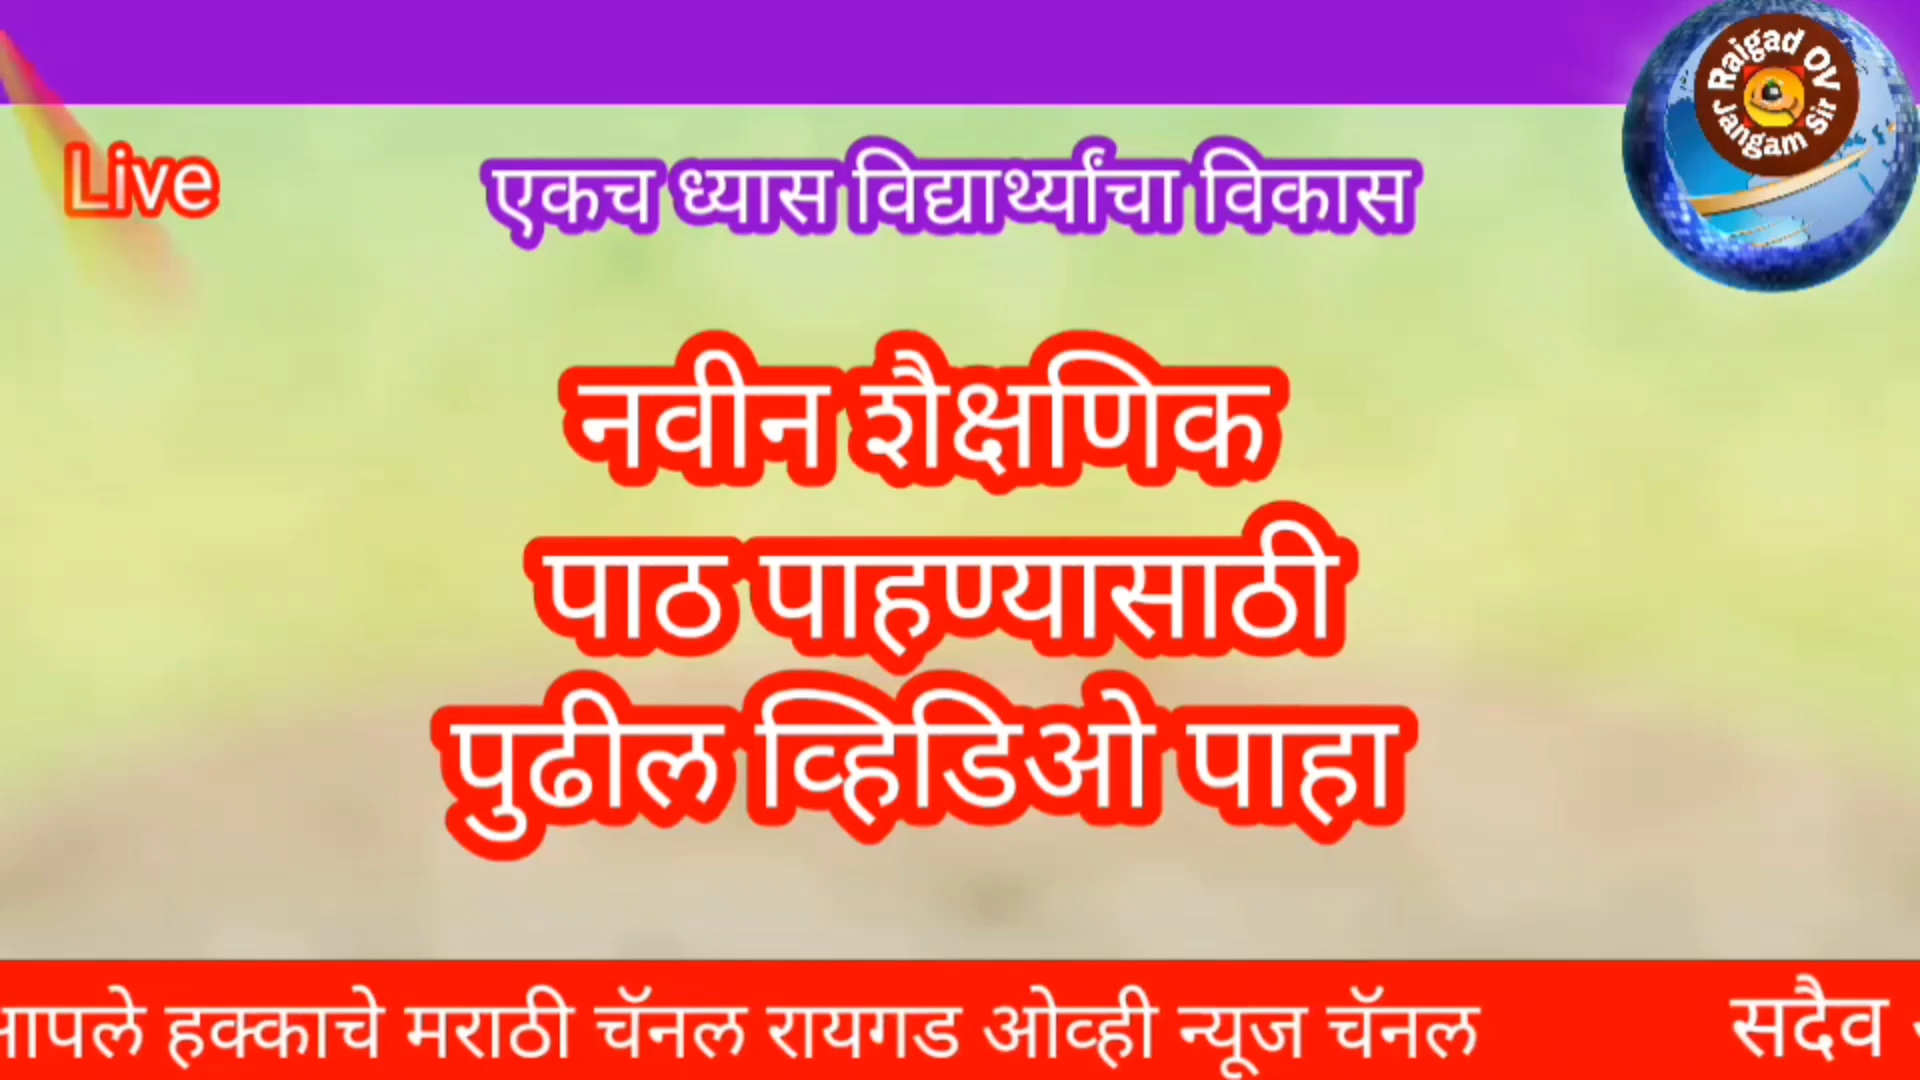 Raigad OV
Jangam Sir
Live
एकच ध्यास विद्यार्थ्यांचा विकास
नवीन शैक्षणिक
पाठ पाहण्यासाठी
पुढील व्हिडिओ पाहा
आपले हक्काचे मराठी चॅनल रायगड ओव्ही न्यूज चॅनल सदैव